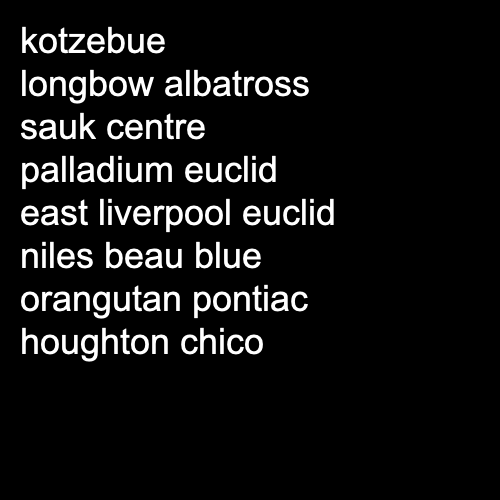 kotzebue
longbow albatross
sauk centre
palladium euclid
east liverpool euclid
niles beau blue
orangutan pontiac
houghton chico